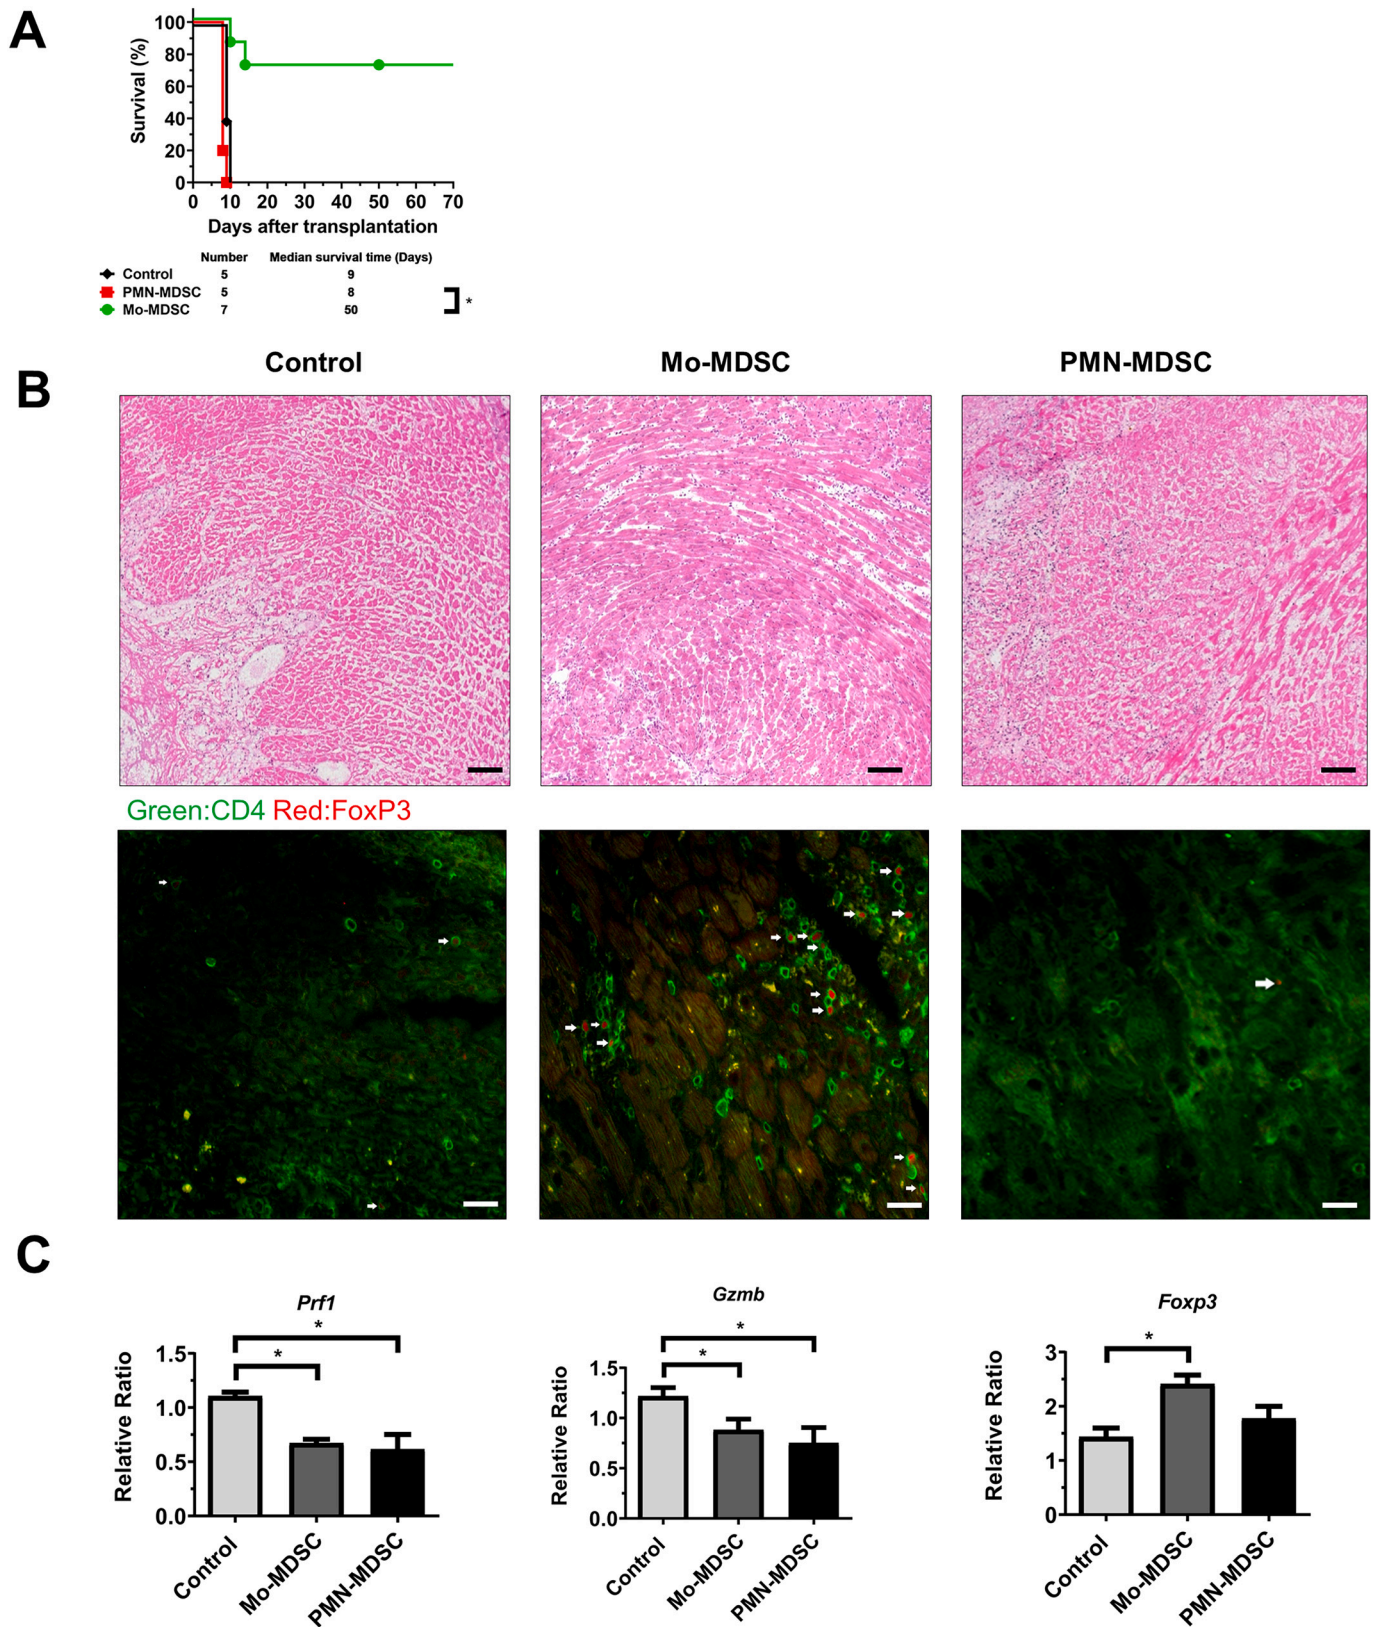 A
Survival (%)
100
80
60
40
20
0
0 10 20 30 40 50 60 70
Days after transplantation
Number Median survival time (Days)
Control 5 9
PMN-MDSC 5 8
Mo-MDSC 7 50
*
B
Control Mo-MDSC PMN-MDSC
Green:CD4 Red:FoxP3
C
Prf1
*
*
Relative Ratio
1.5
1.0
0.5
0.0
Control
Mo-MDSC
PMN-MDSC
Gzmb
*
*
Relative Ratio
1.5
1.0
0.5
0.0
Control
Mo-MDSC
PMN-MDSC
Foxp3
*
Relative Ratio
3
2
1
0
Control
Mo-MDSC
PMN-MDSC